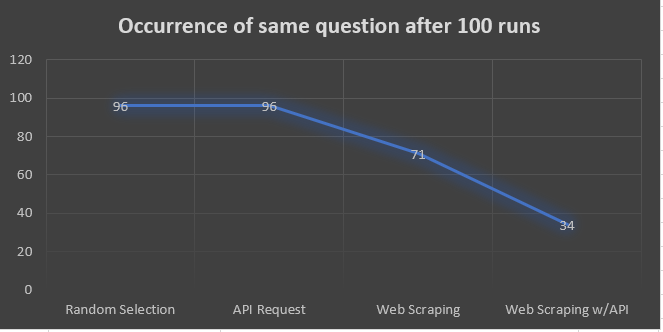 Occurrence of same question after 100 runs
120
100
80
60
40
20
0
96
96
71
34
Random Selection
API Request
Web Scraping
Web Scraping w/API